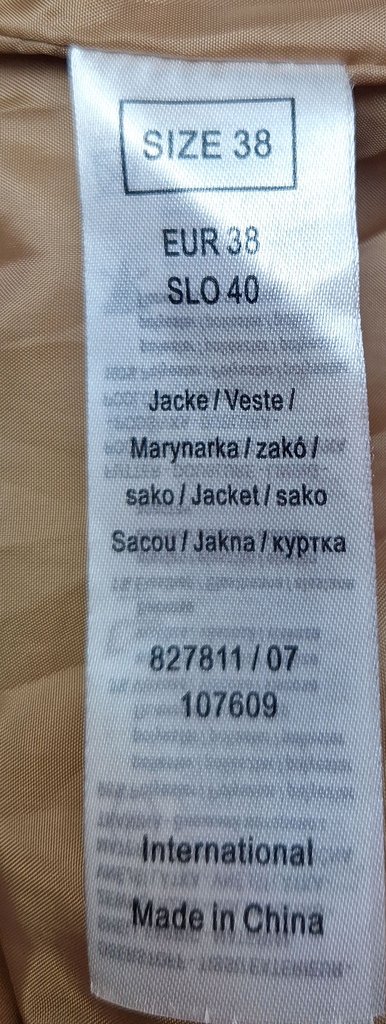 SIZE 38
EUR 38
SLO 40
Jacke / Veste /
Marynarka / zakó /
sako / Jacket / sako
Sacou / Jakna / куртка
827811 / 07
107609
International
Made in China